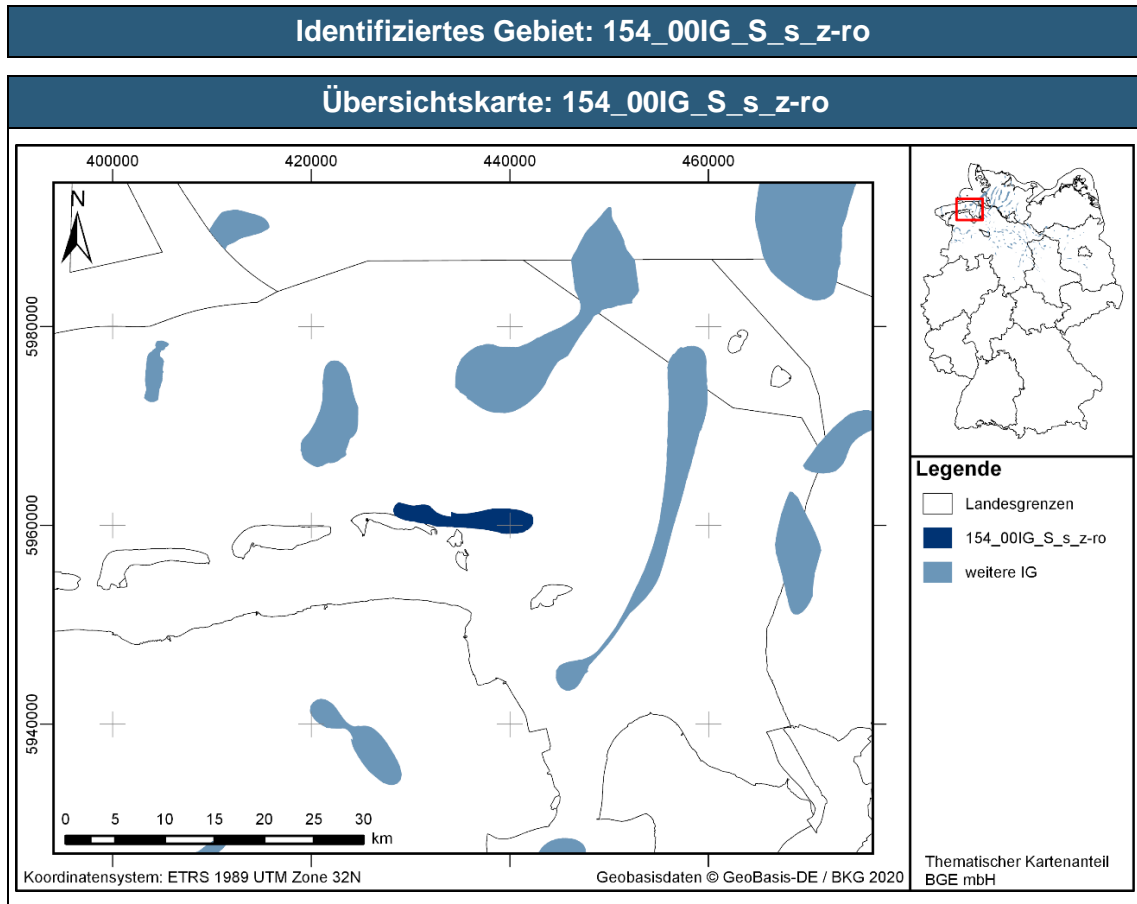 Identifiziertes Gebiet: 154_00IG_S_s_z-ro
Übersichtskarte: 154_00IG_S_s_z-ro
400000 420000 440000 460000
N
5980000
5960000
5940000
0 5 10 15 20 25 30
km
Koordinatensystem: ETRS 1989 UTM Zone 32N
Geobasisdaten © GeoBasis-DE / BKG 2020
Legende
Landesgrenzen
154_00IG_S_s_z-ro
weitere IG
Thematischer Kartenanteil
BGE mbH